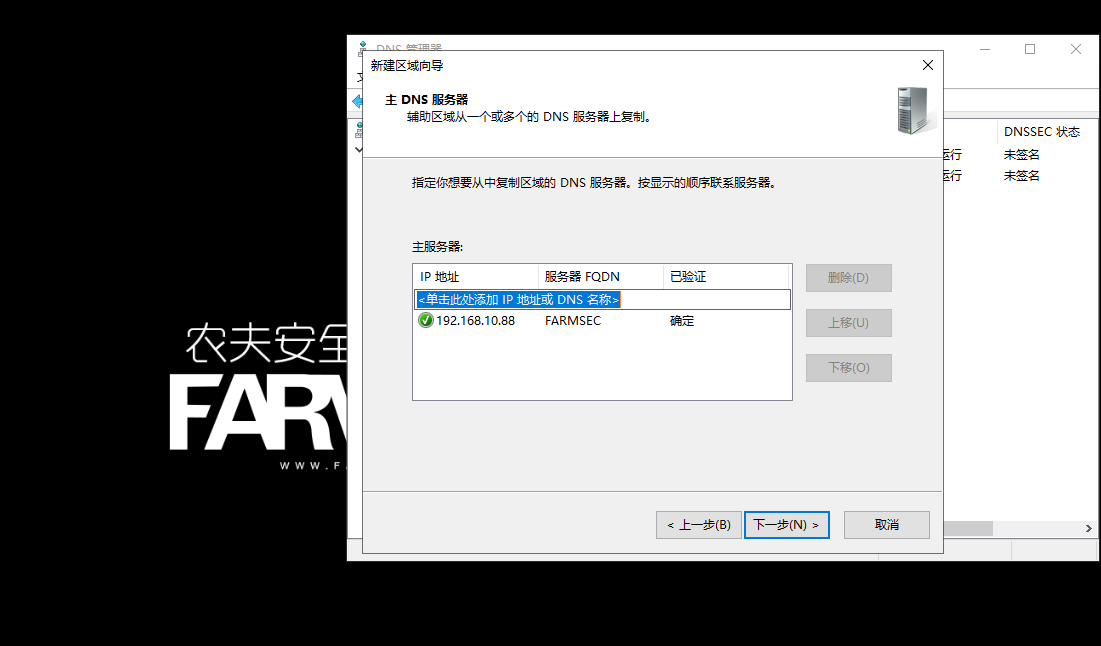 DNS 管理器
新建区域向导
主 DNS 服务器
辅助区域从一个或多个的 DNS 服务器上复制。
DNSSEC 状态
运行 未签名
运行 未签名
指定你想要从中复制区域的 DNS 服务器。按显示的顺序联系服务器。
主服务器:
IP 地址 服务器 FQDN 已验证
<单击此处添加 IP 地址或 DNS 名称>
192.168.10.88 FARMSEC 确定
删除(D)
上移(U)
下移(O)
< 上一步(B) 下一步(N) > 取消
农夫安全
FARM
WWW.FA